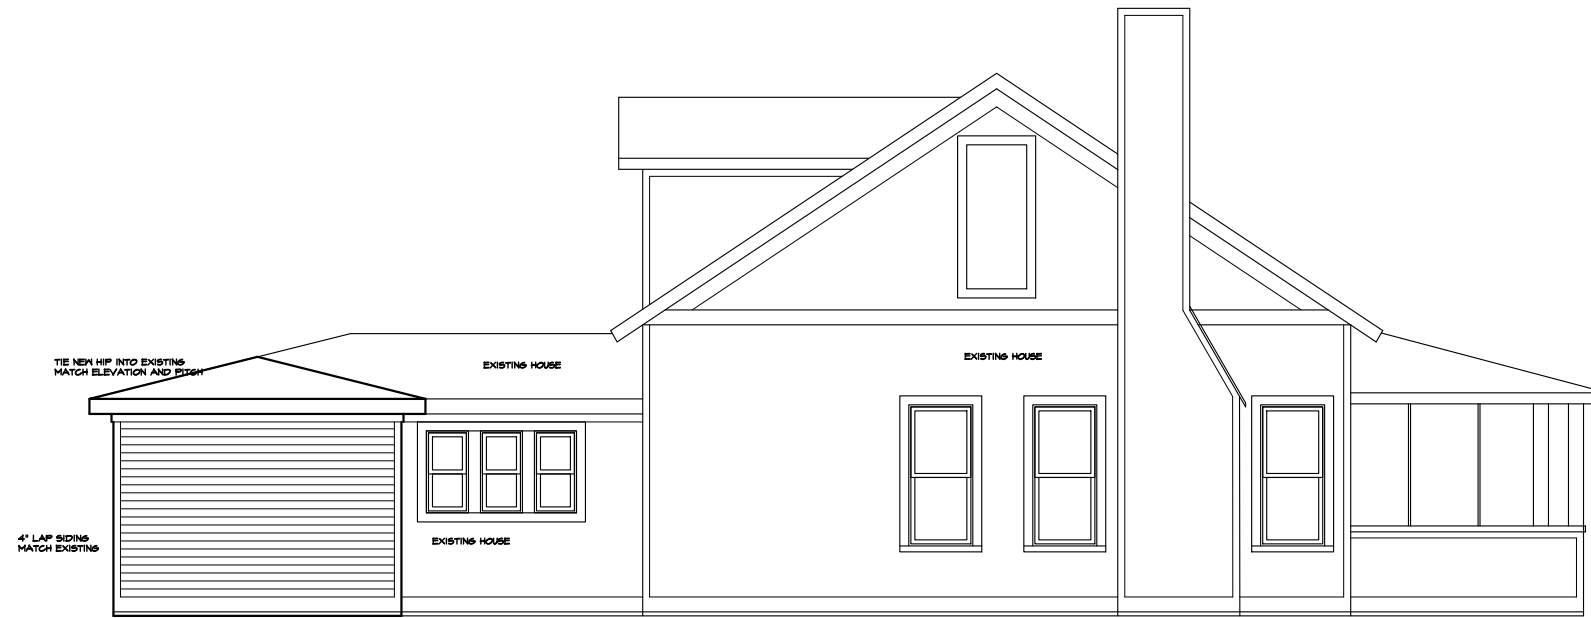 TIE NEW HIP INTO EXISTING
MATCH ELEVATION AND PITCH
EXISTING HOUSE
EXISTING HOUSE
4" LAP SIDING
MATCH EXISTING
EXISTING HOUSE